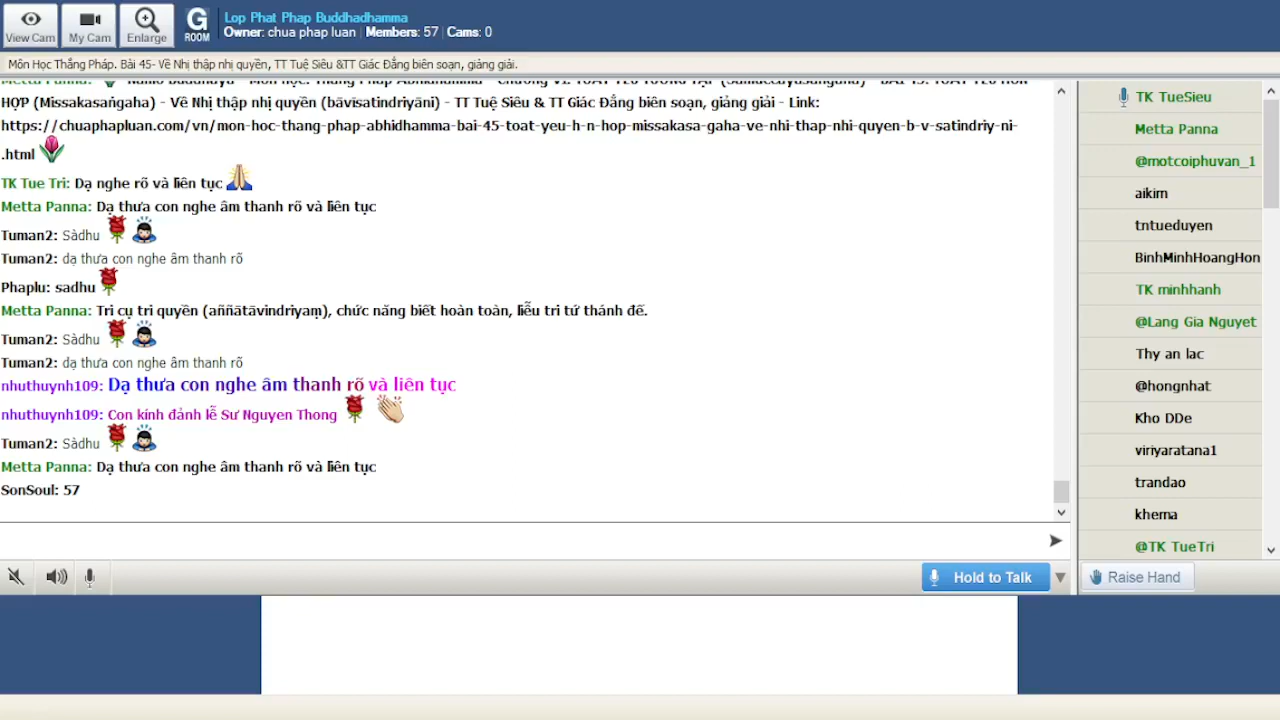 View Cam
My Cam
Enlarge
G
ROOM
Lop Phat Phap Buddhadhamma
Owner: chua phap luan Members: 57 Cams: 0
Môn Học Thắng Pháp. Bài 45- Về Nhị thập nhị quyền, TT Tuệ Siêu &TT Giác Đẳng biên soạn, giảng giải.
HỢP (Missakasaṅgaha) - Về Nhị thập nhị quyền (bāvīsatindriyāni) - TT Tuệ Siêu & TT Giác Đẳng biên soạn, giảng giải - Link:
https://chuaphapluan.com/vn/mon-hoc-thang-phap-abhidhamma-bai-45-toat-yeu-h-n-hop-missakasa-gaha-ve-nhi-thap-nhi-quyen-b-v-satindriy-ni-
.html
TK Tue Tri: Dạ nghe rõ và liên tục
Metta Panna: Dạ thưa con nghe âm thanh rõ và liên tục
Tuman2: Sàdhu
Tuman2: dạ thưa con nghe âm thanh rõ
Phaplu: sadhu
Metta Panna: Tri cụ tri quyền (aññātāvindriyaṃ), chức năng biết hoàn toàn, liễu tri tứ thánh đế.
Tuman2: Sàdhu
Tuman2: dạ thưa con nghe âm thanh rõ
nhuthuynh109: Dạ thưa con nghe âm thanh rõ và liên tục
nhuthuynh109: Con kính đảnh lễ Sư Nguyen Thong
Tuman2: Sàdhu
Metta Panna: Dạ thưa con nghe âm thanh rõ và liên tục
SonSoul: 57
TK TueSieu
Metta Panna
@motcoiphuvan_1
aikim
tntueduyen
BinhMinhHoangHon
TK minhhanh
@Lang Gia Nguyet
Thy an lac
@hongnhat
Kho DDe
viriyaratana1
trandao
khema
@TK TueTri
Hold to Talk
Raise Hand